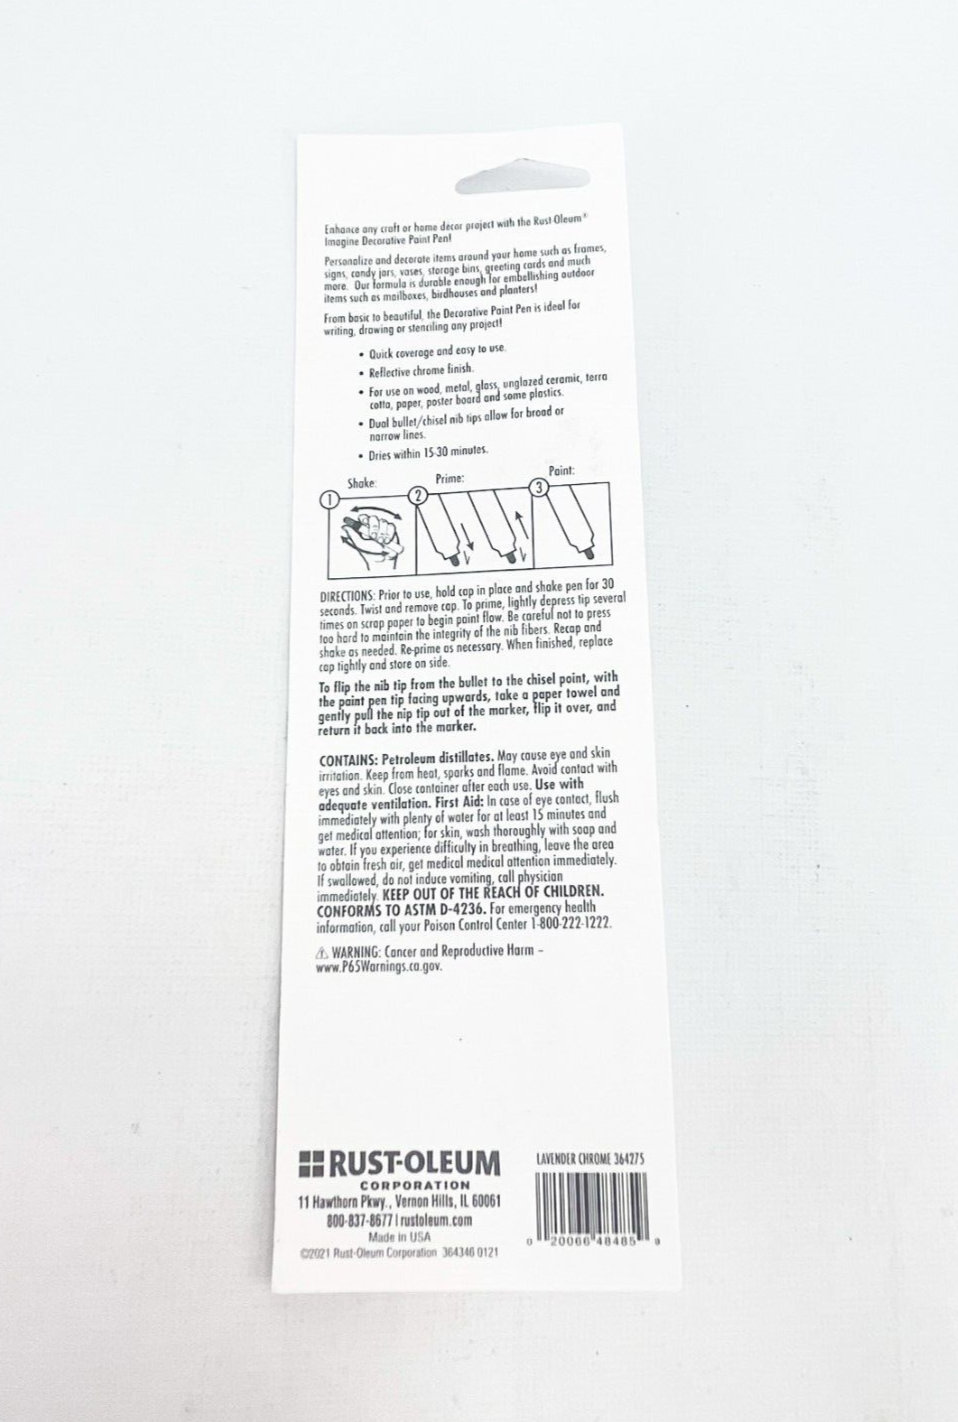 Enhance any craft or home décor project with the Rust-Oleum®
Imagine Decorative Paint Pen!
Personalize and decorate items around your home such as frames,
signs, candy jars, vases, storage bins, greeting cards and much
more. Our formula is durable enough for embellishing outdoor
items such as mailboxes, birdhouses and planters!
From basic to beautiful, the Decorative Paint Pen is ideal for
writing, drawing or stenciling any project!
• Quick coverage and easy to use.
• Reflective chrome finish.
• For use on wood, metal, glass, unglazed ceramic, terra
cotta, paper, poster board and some plastics.
• Dual bullet/chisel nib tips allow for broad or
narrow lines.
• Dries within 15-30 minutes.
Shake: Prime: Paint:
1 2 3
DIRECTIONS: Prior to use, hold cap in place and shake pen for 30
seconds. Twist and remove cap. To prime, lightly depress tip several
times on scrap paper to begin paint flow. Be careful not to press
too hard to maintain the integrity of the nib fibers. Recap and
shake as needed. Re-prime as necessary. When finished, replace
cap tightly and store on side.
To flip the nib tip from the bullet to the chisel point, with
the paint pen tip facing upwards, take a paper towel and
gently pull the nip tip out of the marker, flip it over, and
return it back into the marker.
CONTAINS: Petroleum distillates. May cause eye and skin
irritation. Keep from heat, sparks and flame. Avoid contact with
eyes and skin. Close container after each use. Use with
adequate ventilation. First Aid: In case of eye contact, flush
immediately with plenty of water for at least 15 minutes and
get medical attention; for skin, wash thoroughly with soap and
water. If you experience difficulty in breathing, leave the area
to obtain fresh air, get medical medical attention immediately.
If swallowed, do not induce vomiting, call physician
immediately. KEEP OUT OF THE REACH OF CHILDREN.
CONFORMS TO ASTM D-4236. For emergency health
information, call your Poison Control Center 1-800-222-1222.
⚠ WARNING: Cancer and Reproductive Harm –
www.P65Warnings.ca.gov.
RUST-OLEUM
CORPORATION
11 Hawthorn Pkwy., Vernon Hills, IL 60061
800-837-8677 | rustoleum.com
Made in USA
©2021 Rust-Oleum Corporation 364346 0121
LAVENDER CHROME 364275
0 20066 48485 9